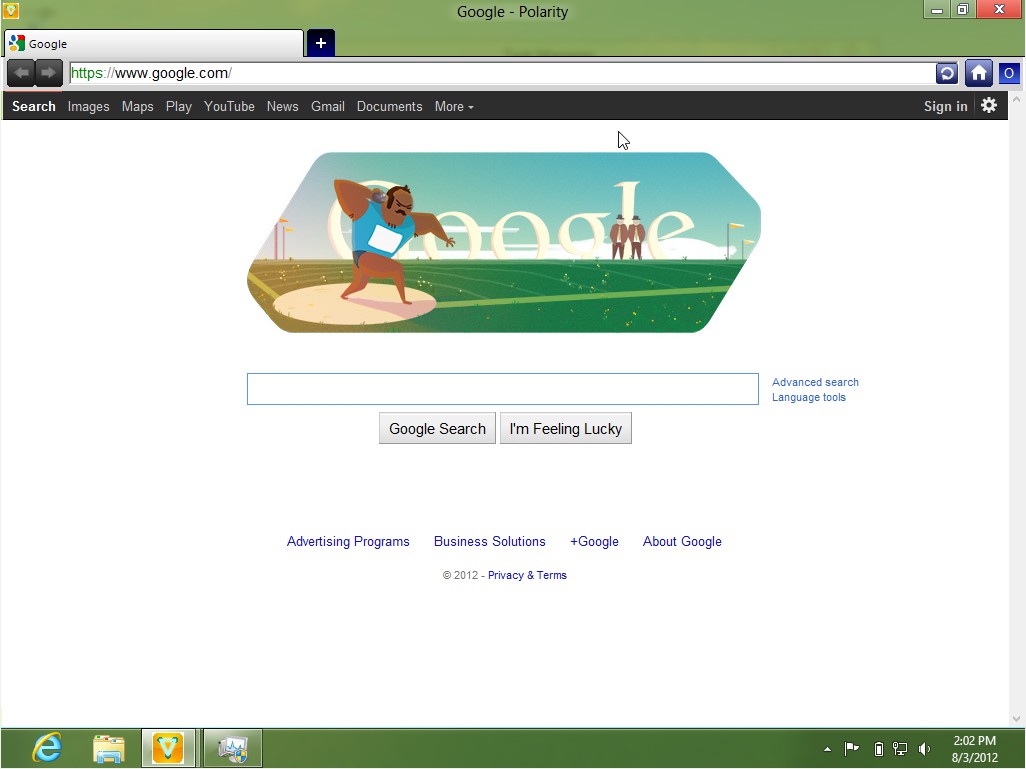 Google - Polarity
Google
+
https://www.google.com/
O
Search Images Maps Play YouTube News Gmail Documents More Sign in
Google
Advanced search
Language tools
Google Search I'm Feeling Lucky
Advertising Programs Business Solutions +Google About Google
© 2012 - Privacy & Terms
2:02 PM
8/3/2012